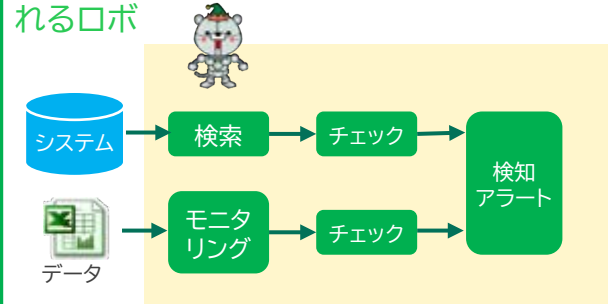 れるロボ
システム
検索
チェック
検知
アラート
モニタ
リング
チェック
データ